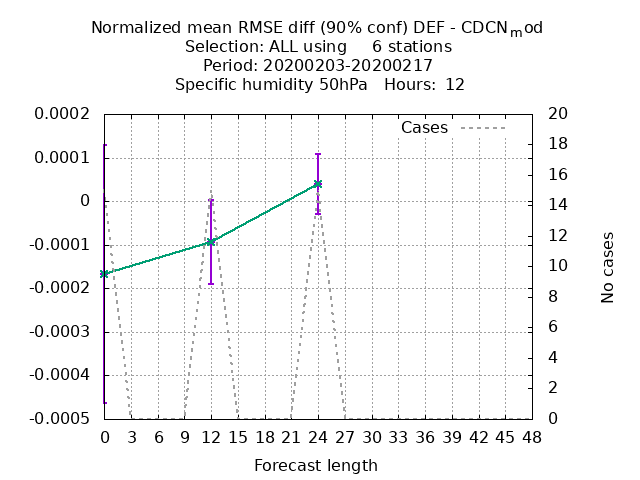 Normalized mean RMSE diff (90% conf) DEF - CDCNmod
Selection: ALL using 6 stations
Period: 20200203-20200217
Specific humidity 50hPa Hours: 12
Cases
0.0002
0.0001
0
-0.0001
-0.0002
-0.0003
-0.0004
-0.0005
20
18
16
14
12
10
8
6
4
2
0
No cases
0 3 6 9 12 15 18 21 24 27 30 33 36 39 42 45 48
Forecast length